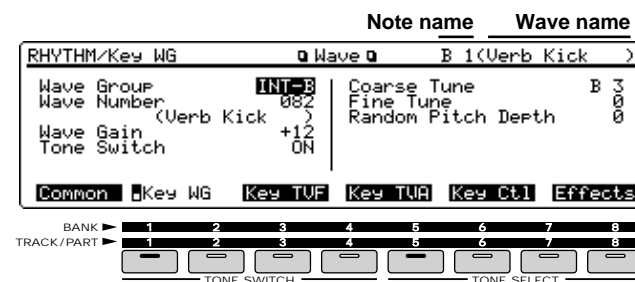 Note name Wave name
RHYTHM/Key WG Wave B 1(Verb Kick )
Wave Group INT-B Coarse Tune B 3
Wave Number 082 Fine Tune 0
(Verb Kick ) Random Pitch Depth 0
Wave Gain +12
Tone Switch ON
Common Key WG Key TVF Key TVA Key Ctl Effects
BANK 1 2 3 4 5 6 7 8
TRACK/PART 1 2 3 4 5 6 7 8
TONE SWITCH TONE SELECT